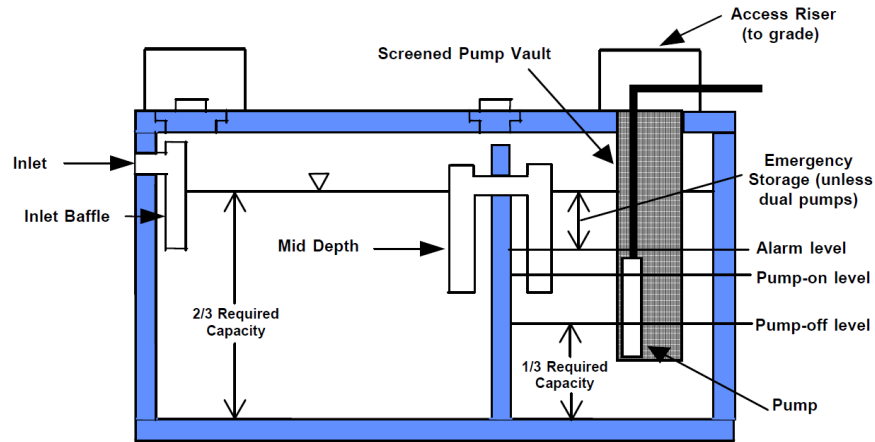 Access Riser
(to grade)
Screened Pump Vault
Inlet
Emergency
Storage (unless
dual pumps)
Inlet Baffle
Mid Depth
Alarm level
Pump-on level
2/3 Required
Capacity
Pump-off level
1/3 Required
Capacity
Pump